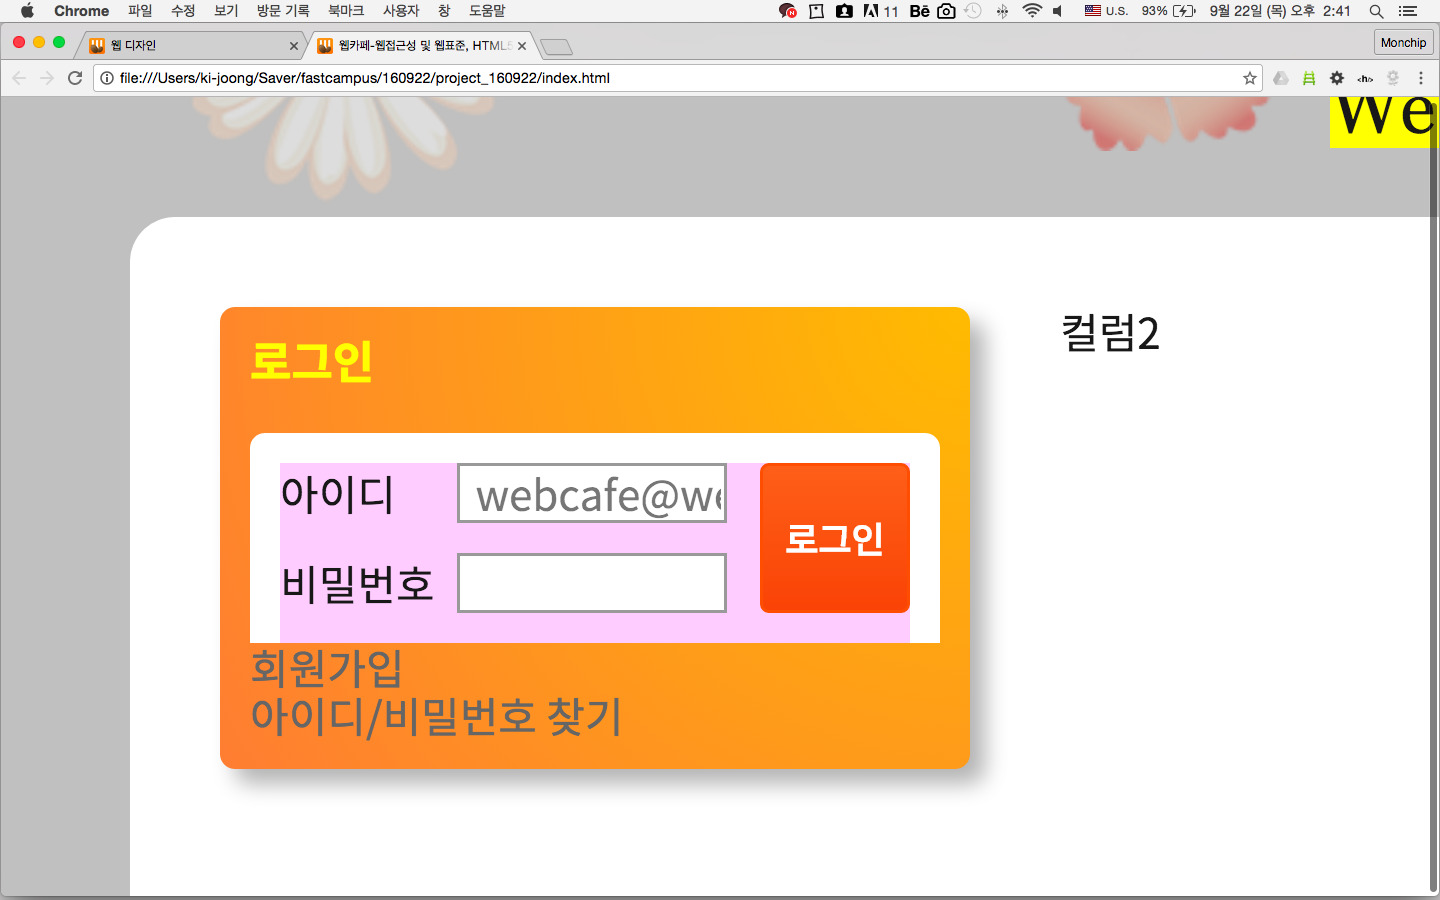 Chrome 파일 수정 보기 방문 기록 북마크 사용자 창 도움말 11 Bē U.S. 93% 9월 22일 (목) 오후 2:41
웹 디자인 웹카페-웹접근성 및 웹표준, HTML5 Monchip
file:///Users/ki-joong/Saver/fastcampus/160922/project_160922/index.html
We
로그인
컬럼2
아이디 webcafe@we
로그인
비밀번호
회원가입
아이디/비밀번호 찾기